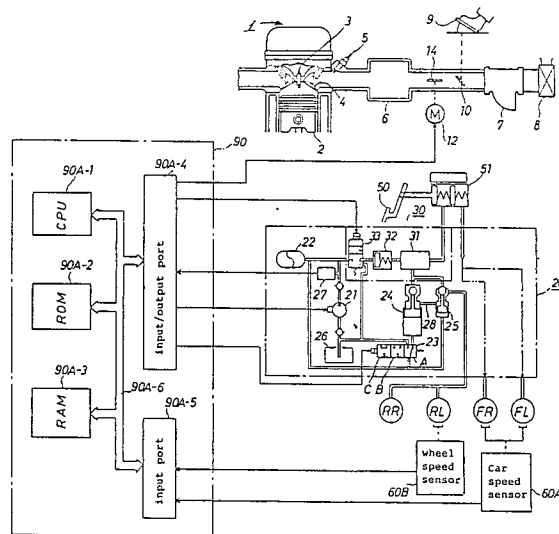 1
3
5
9
14
4
10
6
7
8
2
M
12
90
90A-1
90A-4
CPU
90A-2
ROM
90A-3
RAM
90A-6
90A-5
input/output port
input port
50
51
30
33
32
31
22
27
21
24
28
25
26
23
C B A
RR
RL
FR
FL
wheel
speed
sensor
60B
Car
speed
sensor
60A